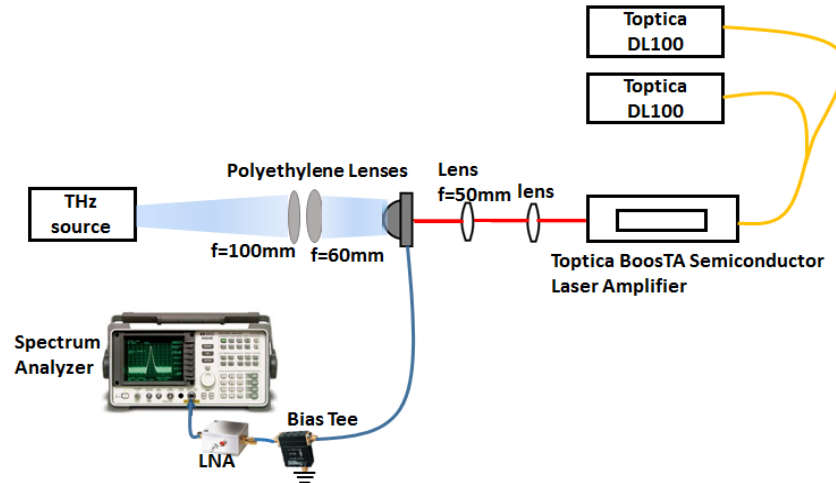 Toptica
DL100
Toptica
DL100
Polyethylene Lenses
Lens
f=50mm
lens
THz
source
f=100mm
f=60mm
Toptica BoosTA Semiconductor
Laser Amplifier
Spectrum
Analyzer
Bias Tee
LNA